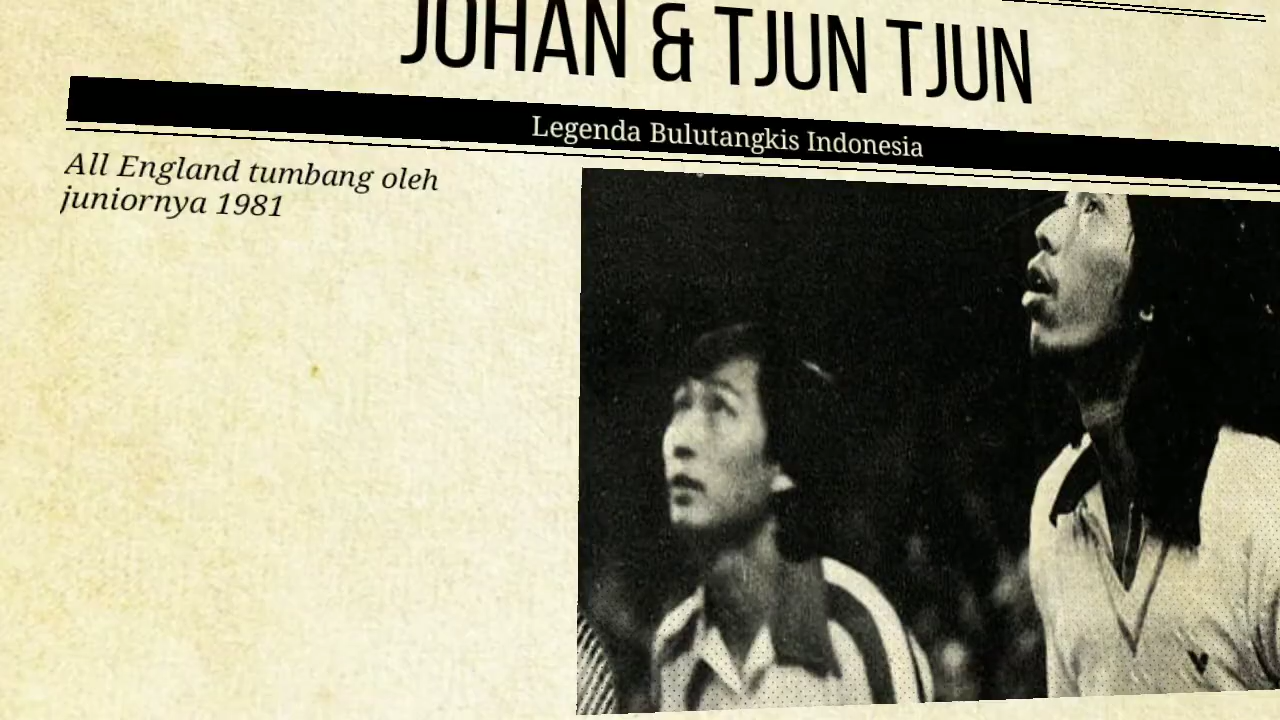 JOHAN & TJUN TJUN
Legenda Bulutangkis Indonesia
All England tumbang oleh
juniornya 1981